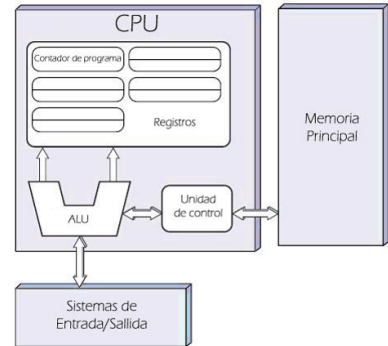 CPU
Contador de programa
Registros
Memoria
Principal
ALU
Unidad
de control
Sistemas de
Entrada/Sallida